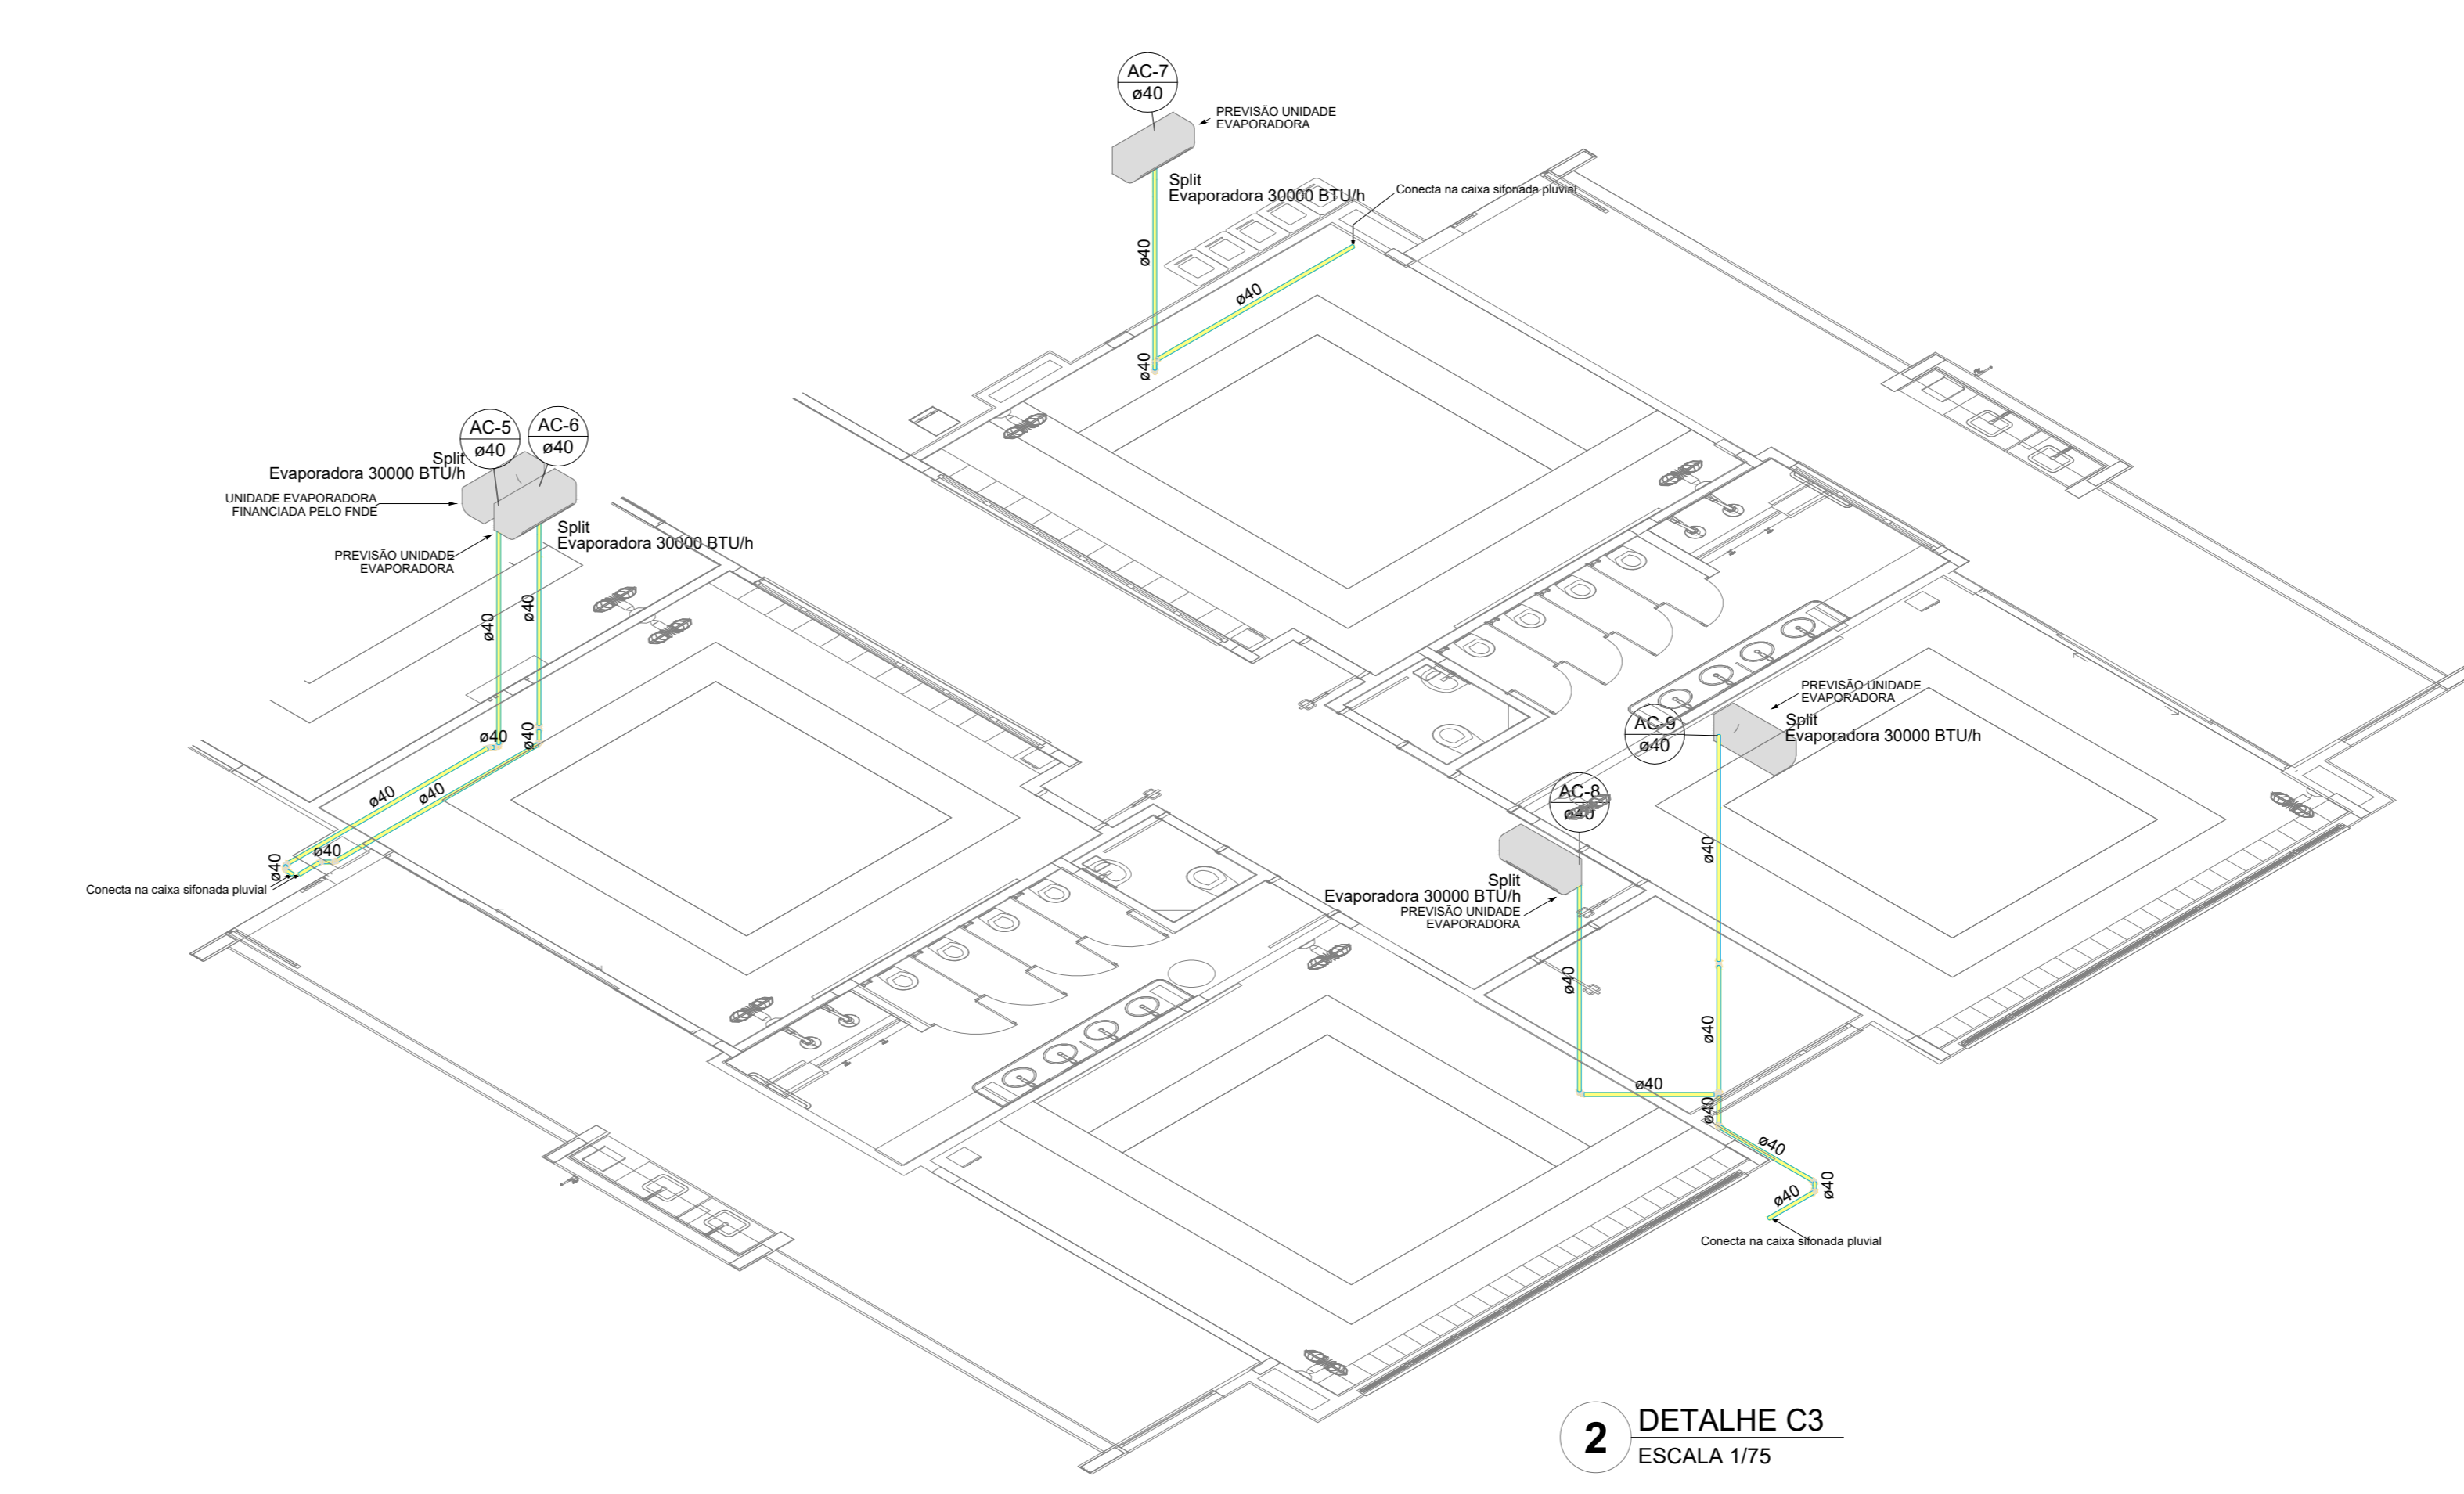 AC-7
ø40
PREVISÃO UNIDADE
EVAPORADORA
Split
Evaporadora 30000 BTU/h
Conecta na caixa sifonada pluvial
ø40
ø40
ø40
AC-5
ø40
AC-6
ø40
Split
Evaporadora 30000 BTU/h
UNIDADE EVAPORADORA
FINANCIADA PELO FNDE
Split
Evaporadora 30000 BTU/h
PREVISÃO UNIDADE
EVAPORADORA
ø40
ø40
ø40
ø40
ø40
ø40
ø40
ø40
Conecta na caixa sifonada pluvial
PREVISÃO UNIDADE
EVAPORADORA
Split
Evaporadora 30000 BTU/h
AC-9
ø40
AC-8
ø40
Split
Evaporadora 30000 BTU/h
PREVISÃO UNIDADE
EVAPORADORA
ø40
ø40
ø40
ø40
ø40
ø40
ø40
ø40
Conecta na caixa sifonada pluvial
2
DETALHE C3
ESCALA 1/75